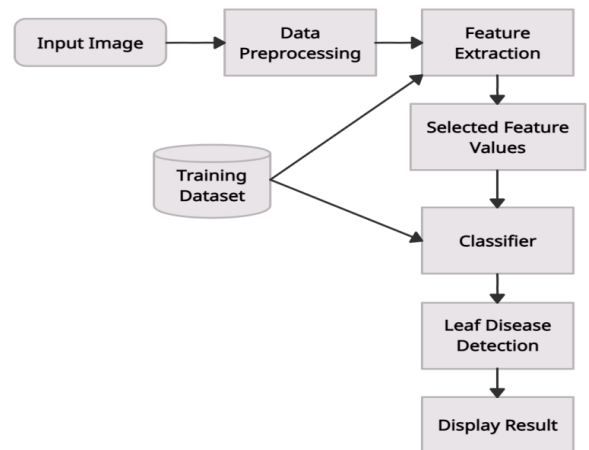 Input Image
Data
Preprocessing
Feature
Extraction
Selected Feature
Values
Training
Dataset
Classifier
Leaf Disease
Detection
Display Result